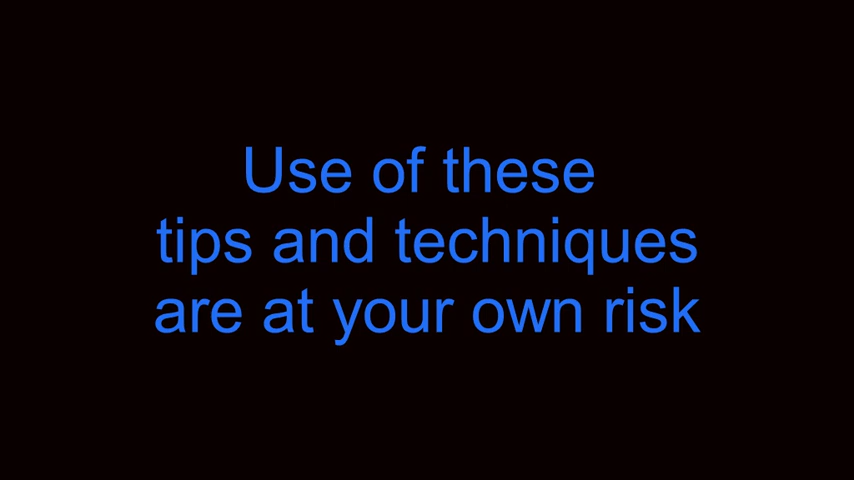 Use of these
tips and techniques
are at your own risk